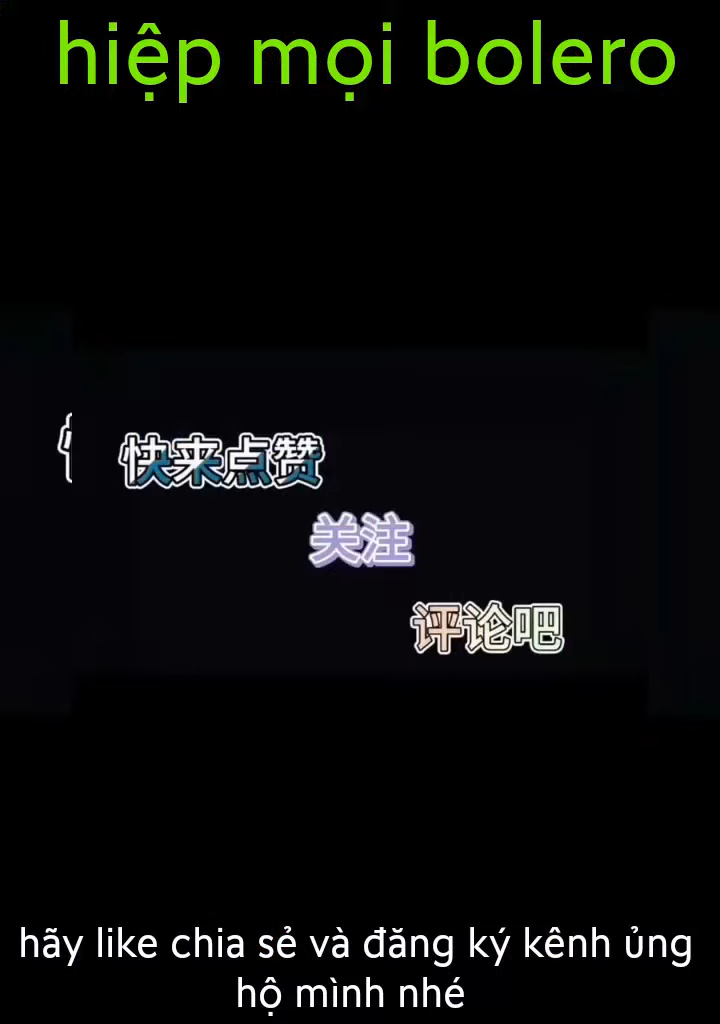 hiệp mọi bolero
快来点赞
关注
评论吧
hãy like chia sẻ và đăng ký kênh ủng
hộ mình nhé